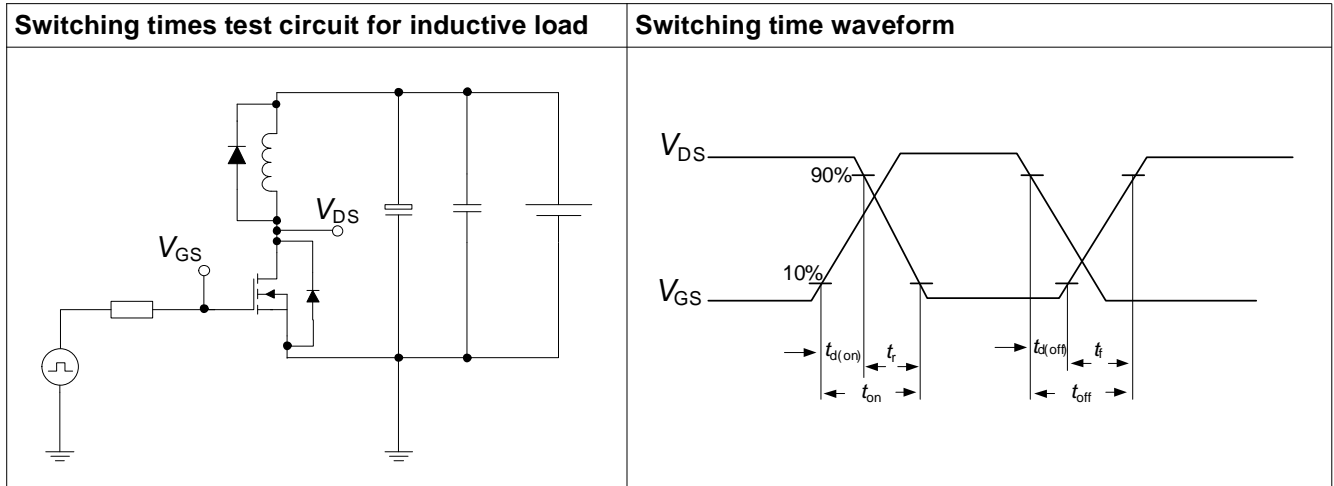 Switching times test circuit for inductive load
Switching time waveform
VDS
VGS
VDS
90%
10%
VGS
td(on)
tr
ton
td(off)
tf
toff